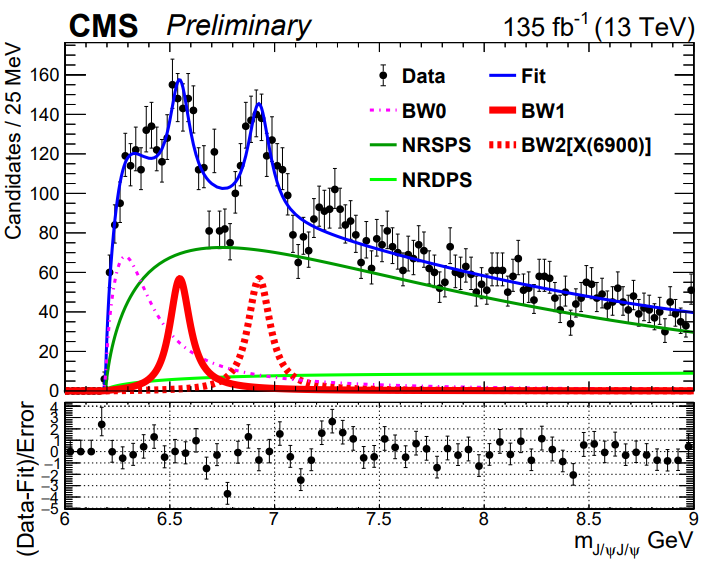 CMS Preliminary 135 fb⁻¹ (13 TeV)
Candidates / 25 MeV
160
140
120
100
80
60
40
20
0
Data
Fit
BW0
BW1
NRSPS
BW2[X(6900)]
NRDPS
(Data-Fit)/Error
4
3
2
1
0
−1
−2
−3
−4
−5
6 6.5 7 7.5 8 8.5 9
m_J/ψJ/ψ GeV